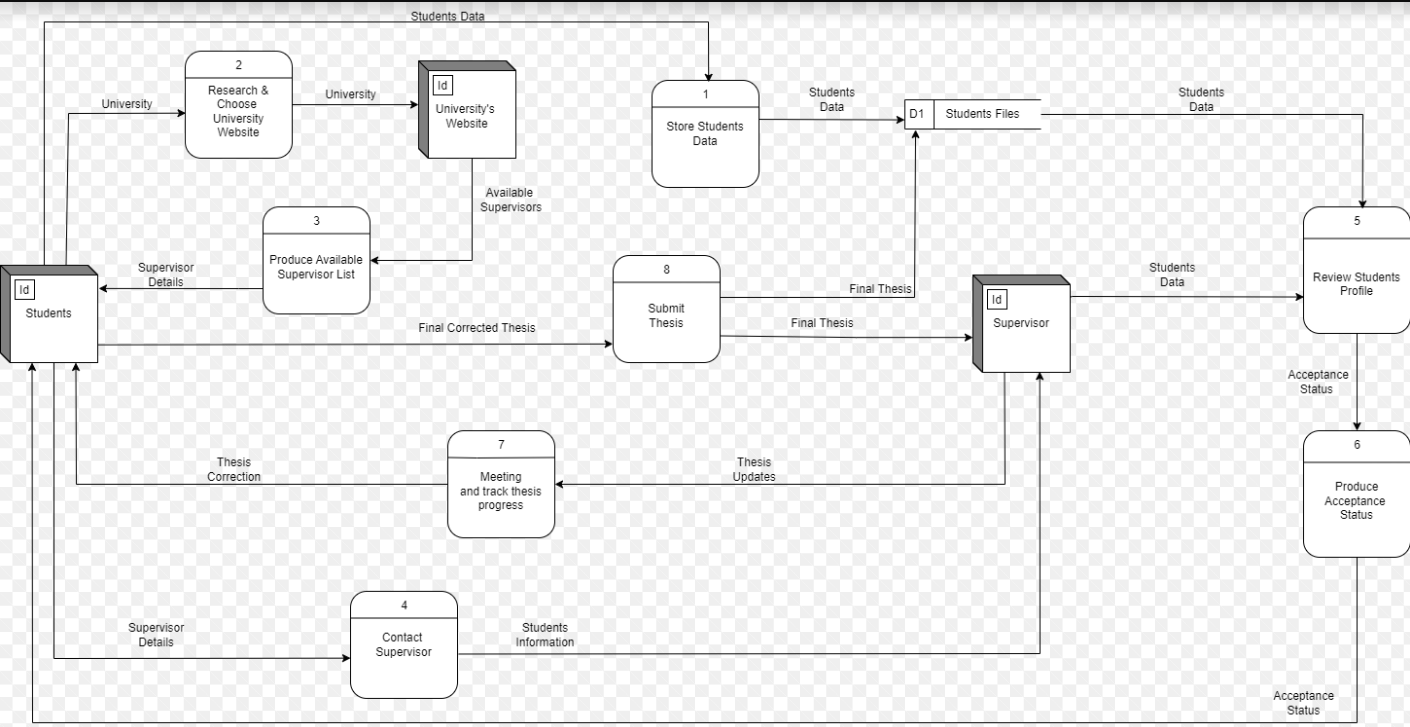 Students Data
2
Research &
Choose
University
Website
University
University
Id
University's
Website
1
Store Students
Data
Students
Data
D1
Students Files
Students
Data
Available
Supervisors
3
Produce Available
Supervisor List
Supervisor
Details
Id
Students
5
Review Students
Profile
8
Submit
Thesis
Final Thesis
Final Thesis
Final Corrected Thesis
Id
Supervisor
Students
Data
Acceptance
Status
7
Meeting
and track thesis
progress
Thesis
Correction
Thesis
Updates
6
Produce
Acceptance
Status
4
Contact
Supervisor
Supervisor
Details
Students
Information
Acceptance
Status